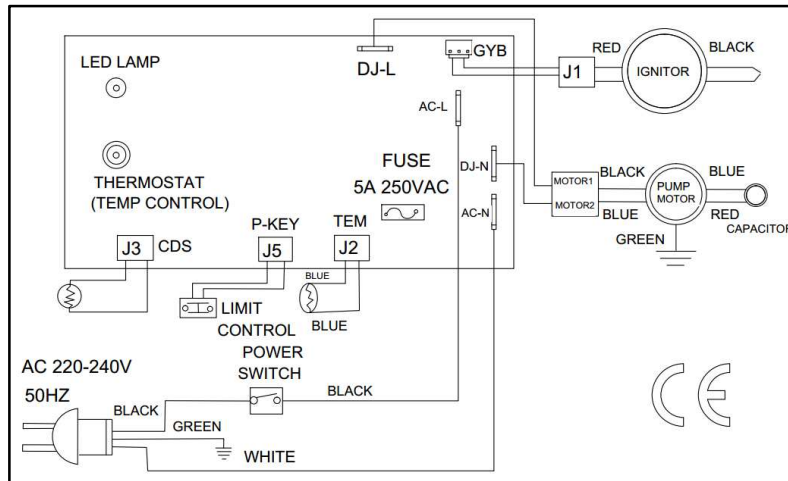 LED LAMP
DJ-L
GYB
RED
BLACK
J1
IGNITOR
AC-L
THERMOSTAT
(TEMP CONTROL)
FUSE
5A 250VAC
DJ-N
AC-N
MOTOR1
MOTOR2
BLACK
BLUE
PUMP
MOTOR
BLUE
RED
CAPACITOR
GREEN
J3
CDS
P-KEY
J5
TEM
J2
BLUE
BLUE
LIMIT
CONTROL
POWER
SWITCH
AC 220-240V
50HZ
BLACK
BLACK
GREEN
WHITE
CE